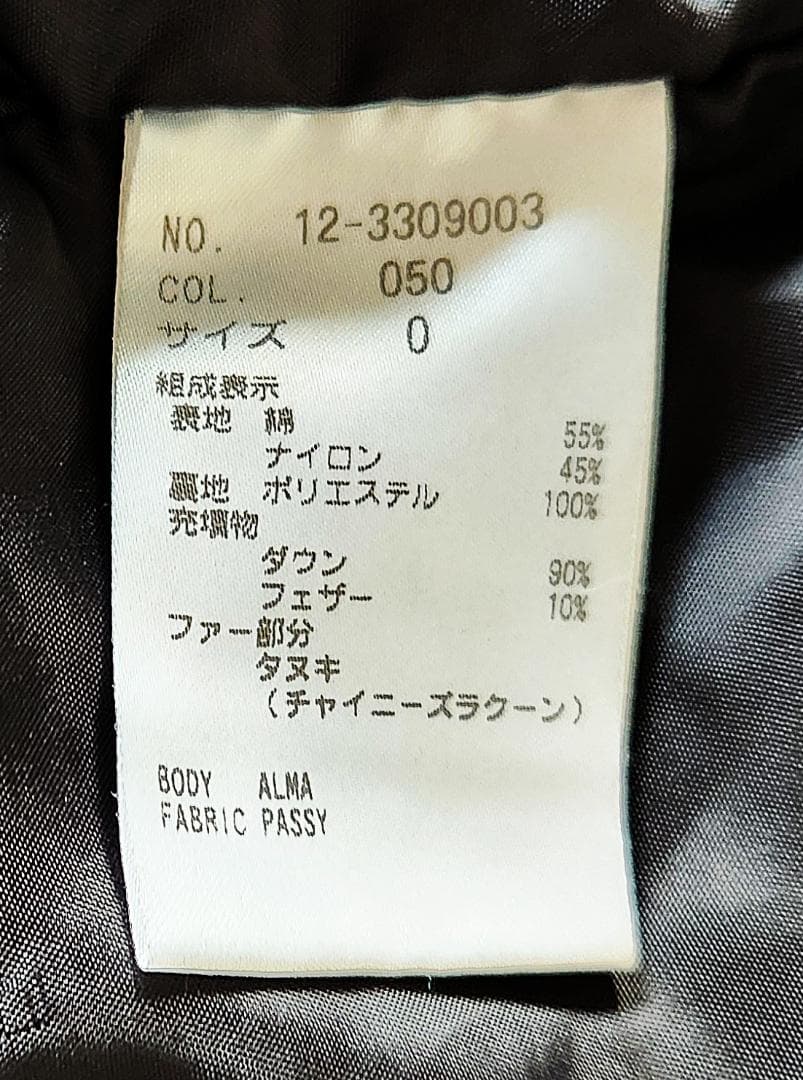 NO. 12-3309003
COL. 050
サイズ 0
組成表示
表地 綿 55%
ナイロン 45%
裏地 ポリエステル 100%
充填物
ダウン 90%
フェザー 10%
ファー部分
タヌキ
(チャイニーズラクーン)
BODY ALMA
FABRIC PASSY